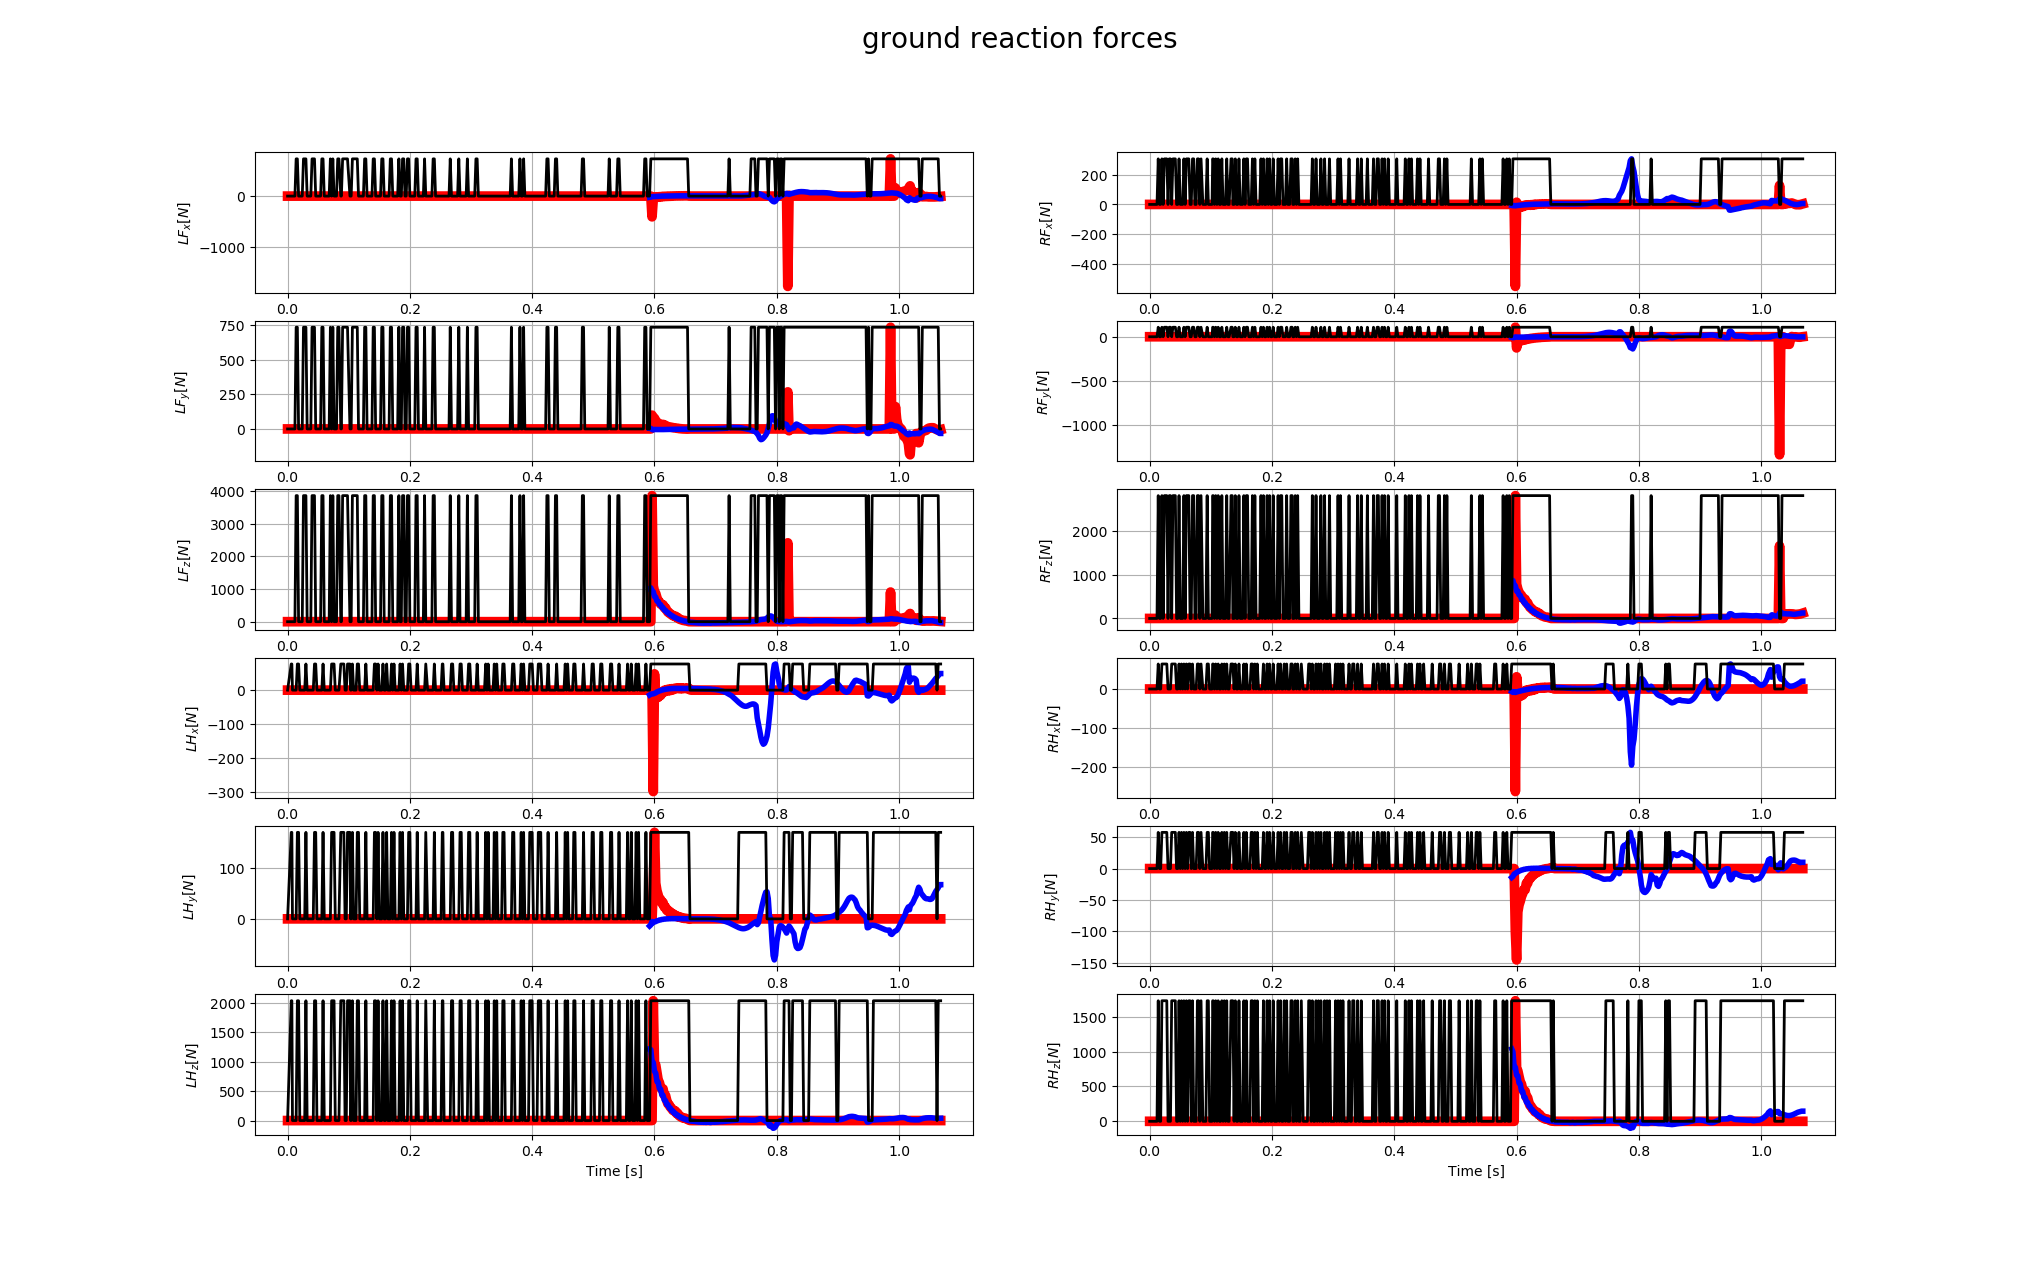 ground reaction forces
LF_x[N]
0
−1000
0.0 0.2 0.4 0.6 0.8 1.0
RF_x[N]
200
0
−200
−400
0.0 0.2 0.4 0.6 0.8 1.0
LF_y[N]
750
500
250
0
0.0 0.2 0.4 0.6 0.8 1.0
RF_y[N]
0
−500
−1000
0.0 0.2 0.4 0.6 0.8 1.0
LF_z[N]
4000
3000
2000
1000
0
0.0 0.2 0.4 0.6 0.8 1.0
RF_z[N]
2000
1000
0
0.0 0.2 0.4 0.6 0.8 1.0
LH_x[N]
0
−100
−200
−300
0.0 0.2 0.4 0.6 0.8 1.0
RH_x[N]
0
−100
−200
0.0 0.2 0.4 0.6 0.8 1.0
LH_y[N]
100
0
0.0 0.2 0.4 0.6 0.8 1.0
RH_y[N]
50
0
−50
−100
−150
0.0 0.2 0.4 0.6 0.8 1.0
LH_z[N]
2000
1500
1000
500
0
0.0 0.2 0.4 0.6 0.8 1.0
Time [s]
RH_z[N]
1500
1000
500
0
0.0 0.2 0.4 0.6 0.8 1.0
Time [s]